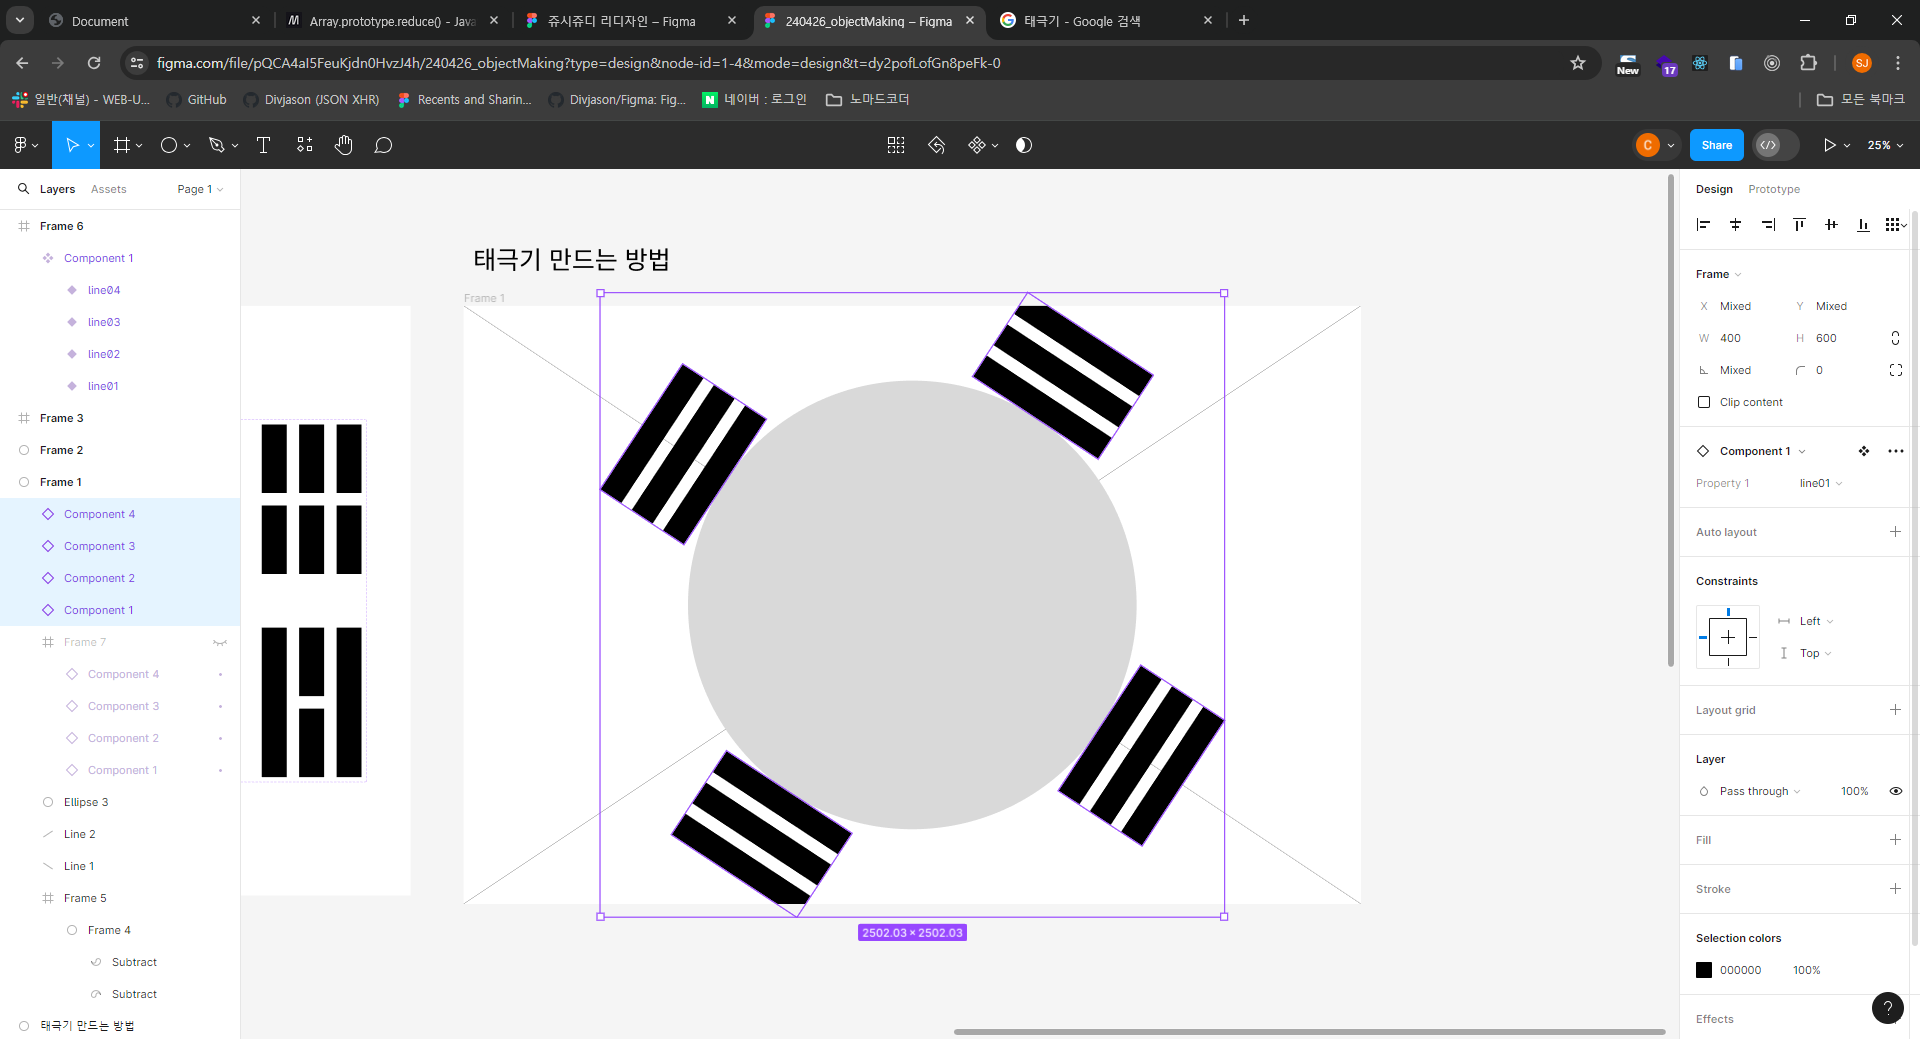 Document
Array.prototype.reduce() - Java
쥬시쥬디 리디자인 – Figma
240426_objectMaking – Figma
태극기 - Google 검색
figma.com/file/pQCA4aI5FeuKjdn0HvzJ4h/240426_objectMaking?type=design&node-id=1-4&mode=design&t=dy2pofLofGn8peFk-0
New
17
SJ
일반(채널) - WEB-U...
GitHub
Divjason (JSON XHR)
Recents and Sharin...
Divjason/Figma: Fig...
네이버 : 로그인
노마드코더
모든 북마크
C
Share
25%
Layers
Assets
Page 1
Frame 6
Component 1
line04
line03
line02
line01
Frame 3
Frame 2
Frame 1
Component 4
Component 3
Component 2
Component 1
Frame 7
Component 4
Component 3
Component 2
Component 1
Ellipse 3
Line 2
Line 1
Frame 5
Frame 4
Subtract
Subtract
태극기 만드는 방법
태극기 만드는 방법
Frame 1
2502.03 × 2502.03
Design
Prototype
Frame
X Mixed
Y Mixed
W 400
H 600
Mixed
0
Clip content
Component 1
Property 1
line01
Auto layout
Constraints
Left
Top
Layout grid
Layer
Pass through
100%
Fill
Stroke
Selection colors
000000
100%
Effects
?